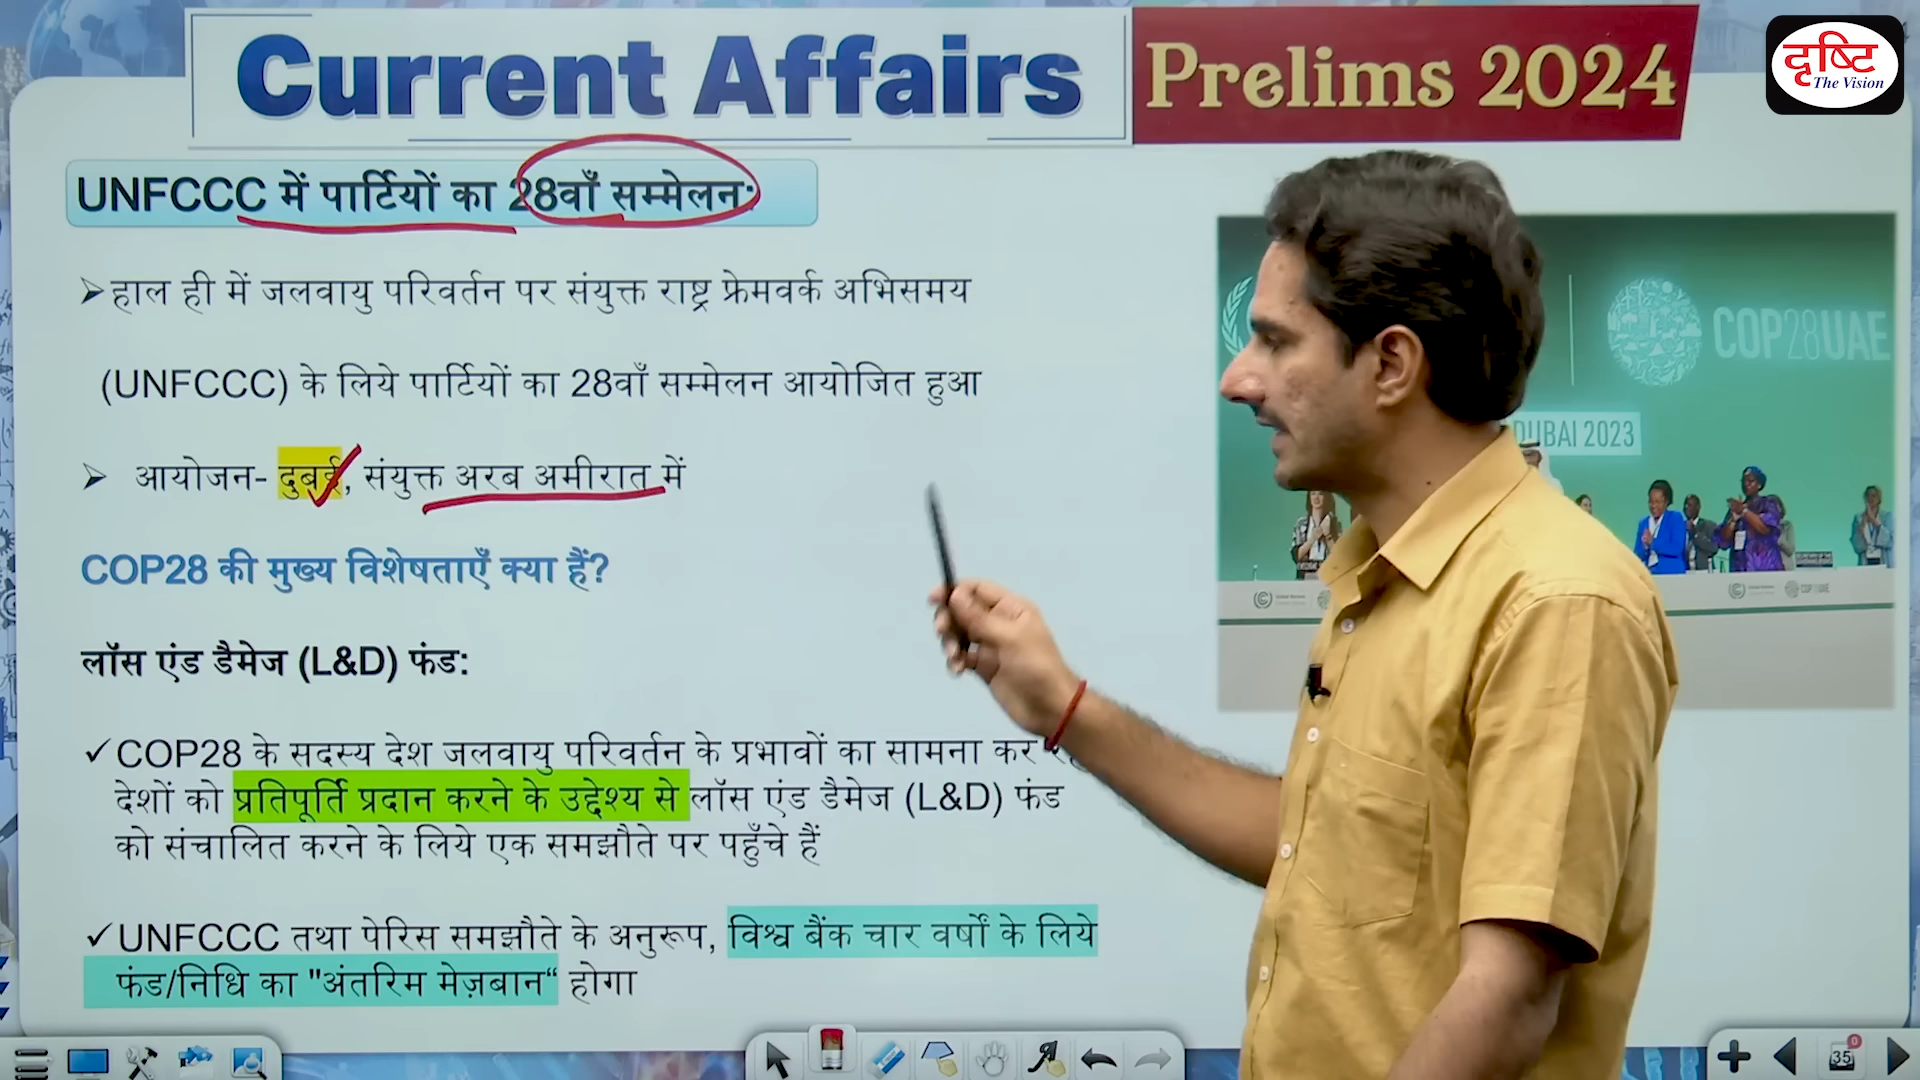 Current Affairs
Prelims 2024
दृष्टि
The Vision
UNFCCC में पार्टियों का 28वाँ सम्मेलन:
➢हाल ही में जलवायु परिवर्तन पर संयुक्त राष्ट्र फ्रेमवर्क अभिसमय
(UNFCCC) के लिये पार्टियों का 28वाँ सम्मेलन आयोजित हुआ
➢ आयोजन- दुबई, संयुक्त अरब अमीरात में
COP28 की मुख्य विशेषताएँ क्या हैं?
लॉस एंड डैमेज (L&D) फंड:
✓COP28 के सदस्य देश जलवायु परिवर्तन के प्रभावों का सामना कर
देशों को प्रतिपूर्ति प्रदान करने के उद्देश्य से लॉस एंड डैमेज (L&D) फंड
को संचालित करने के लिये एक समझौते पर पहुँचे हैं
✓UNFCCC तथा पेरिस समझौते के अनुरूप, विश्व बैंक चार वर्षों के लिये
फंड/निधि का "अंतरिम मेज़बान“ होगा
COP28UAE
DUBAI 2023
35
0